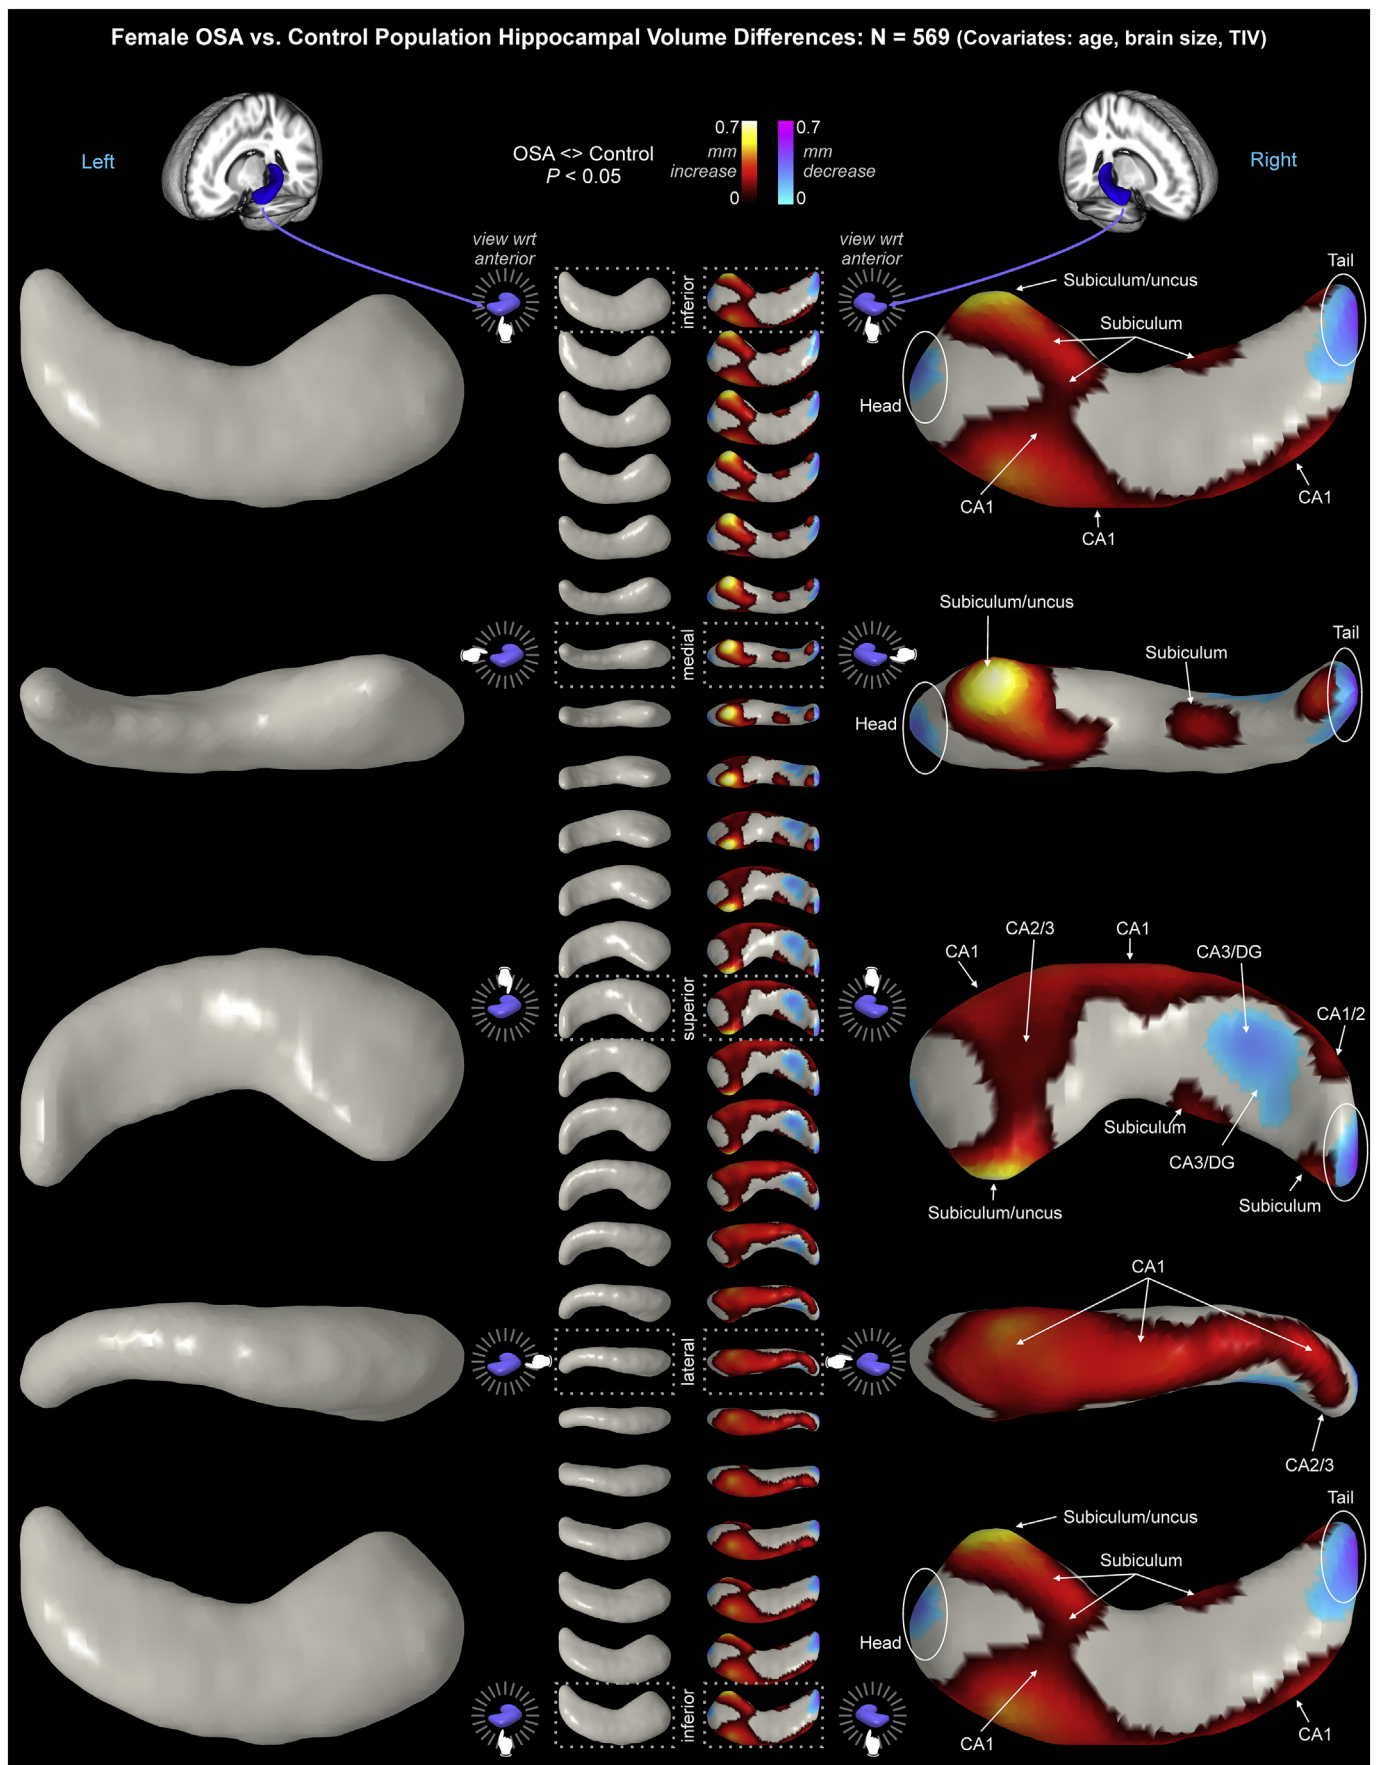 Female OSA vs. Control Population Hippocampal Volume Differences: N = 569 (Covariates: age, brain size, TIV)
Left
OSA <> Control
P < 0.05
0.7
mm
increase
0
0.7
mm
decrease
0
Right
view wrt
anterior
view wrt
anterior
inferior
Subiculum/uncus
Tail
Subiculum
Head
CA1
CA1
CA1
medial
Subiculum/uncus
Subiculum
Tail
Head
superior
CA1
CA2/3
CA1
CA3/DG
CA1/2
Subiculum
CA3/DG
Subiculum
Subiculum/uncus
lateral
CA1
CA2/3
inferior
Subiculum/uncus
Tail
Subiculum
Head
CA1
CA1